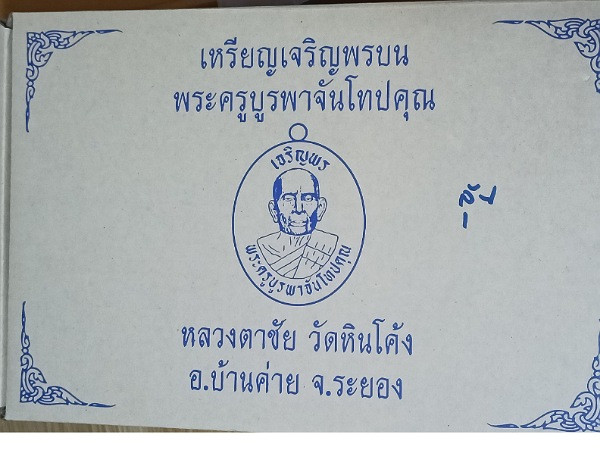 เหรียญเจริญพรบน
พระครูบูรพาจันโทปคุณ
เจริญพร
พระครูบูรพาจันโทปคุณ
หลวงตาชัย วัดหินโค้ง
อ.บ้านค่าย จ.ระยอง